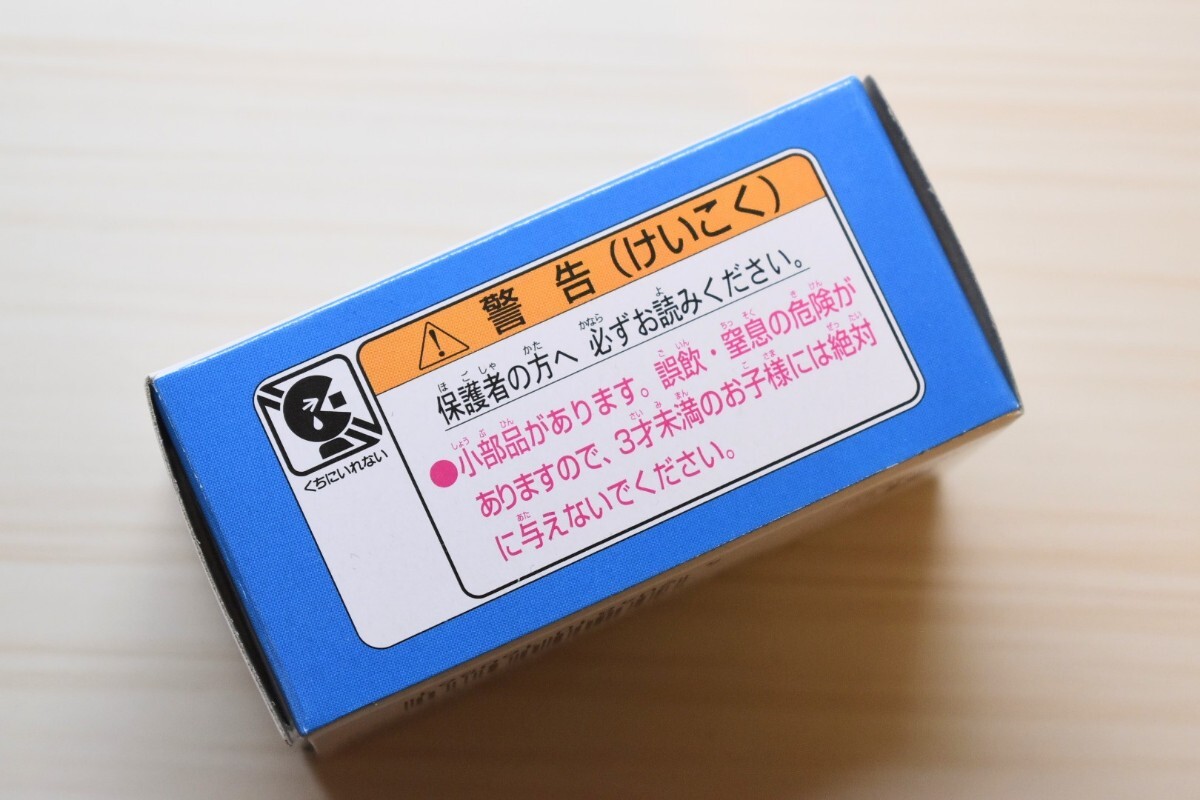 警告(けいこく)
保護者の方へ 必ずお読みください。
●小部品があります。誤飲・窒息の危険が
ありますので、3才未満のお子様には絶対
に与えないでください。
くちにいれない